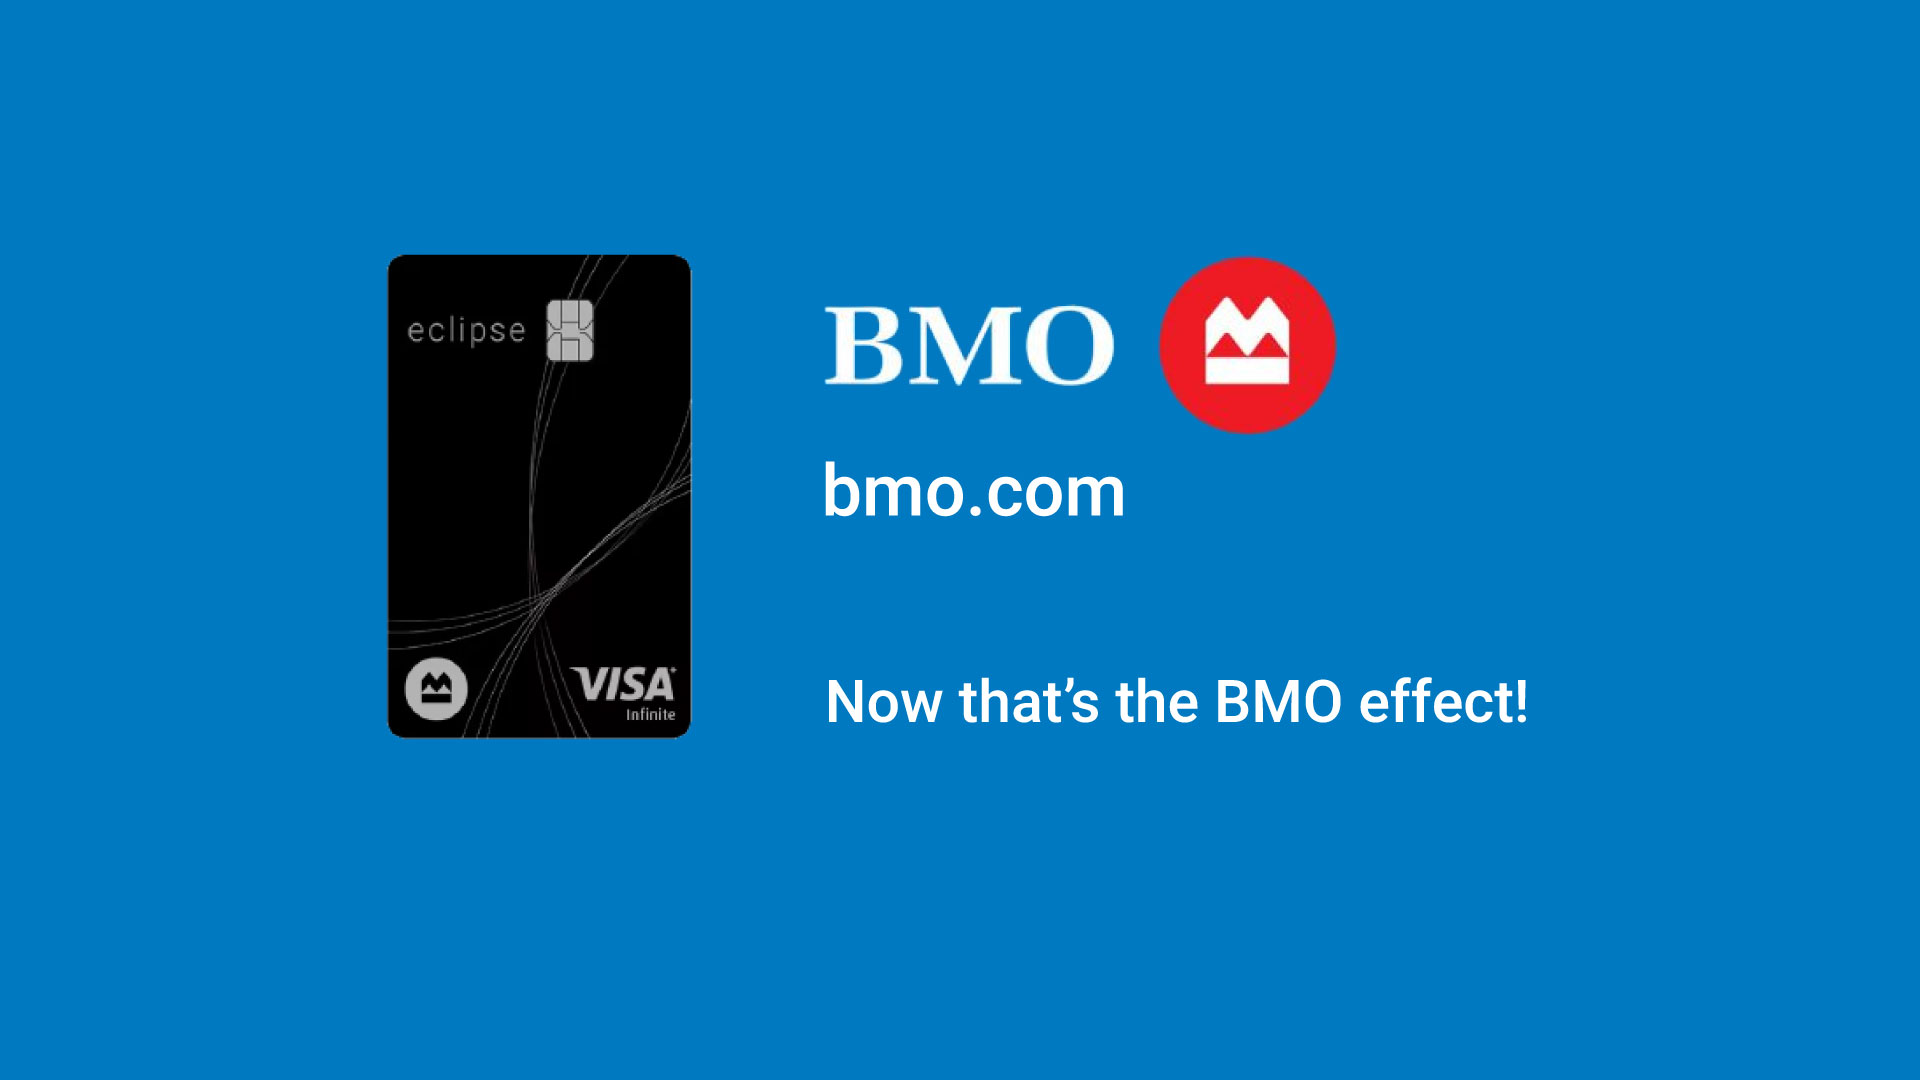 eclipse
VISA
Infinite
BMO
bmo.com
Now that’s the BMO effect!